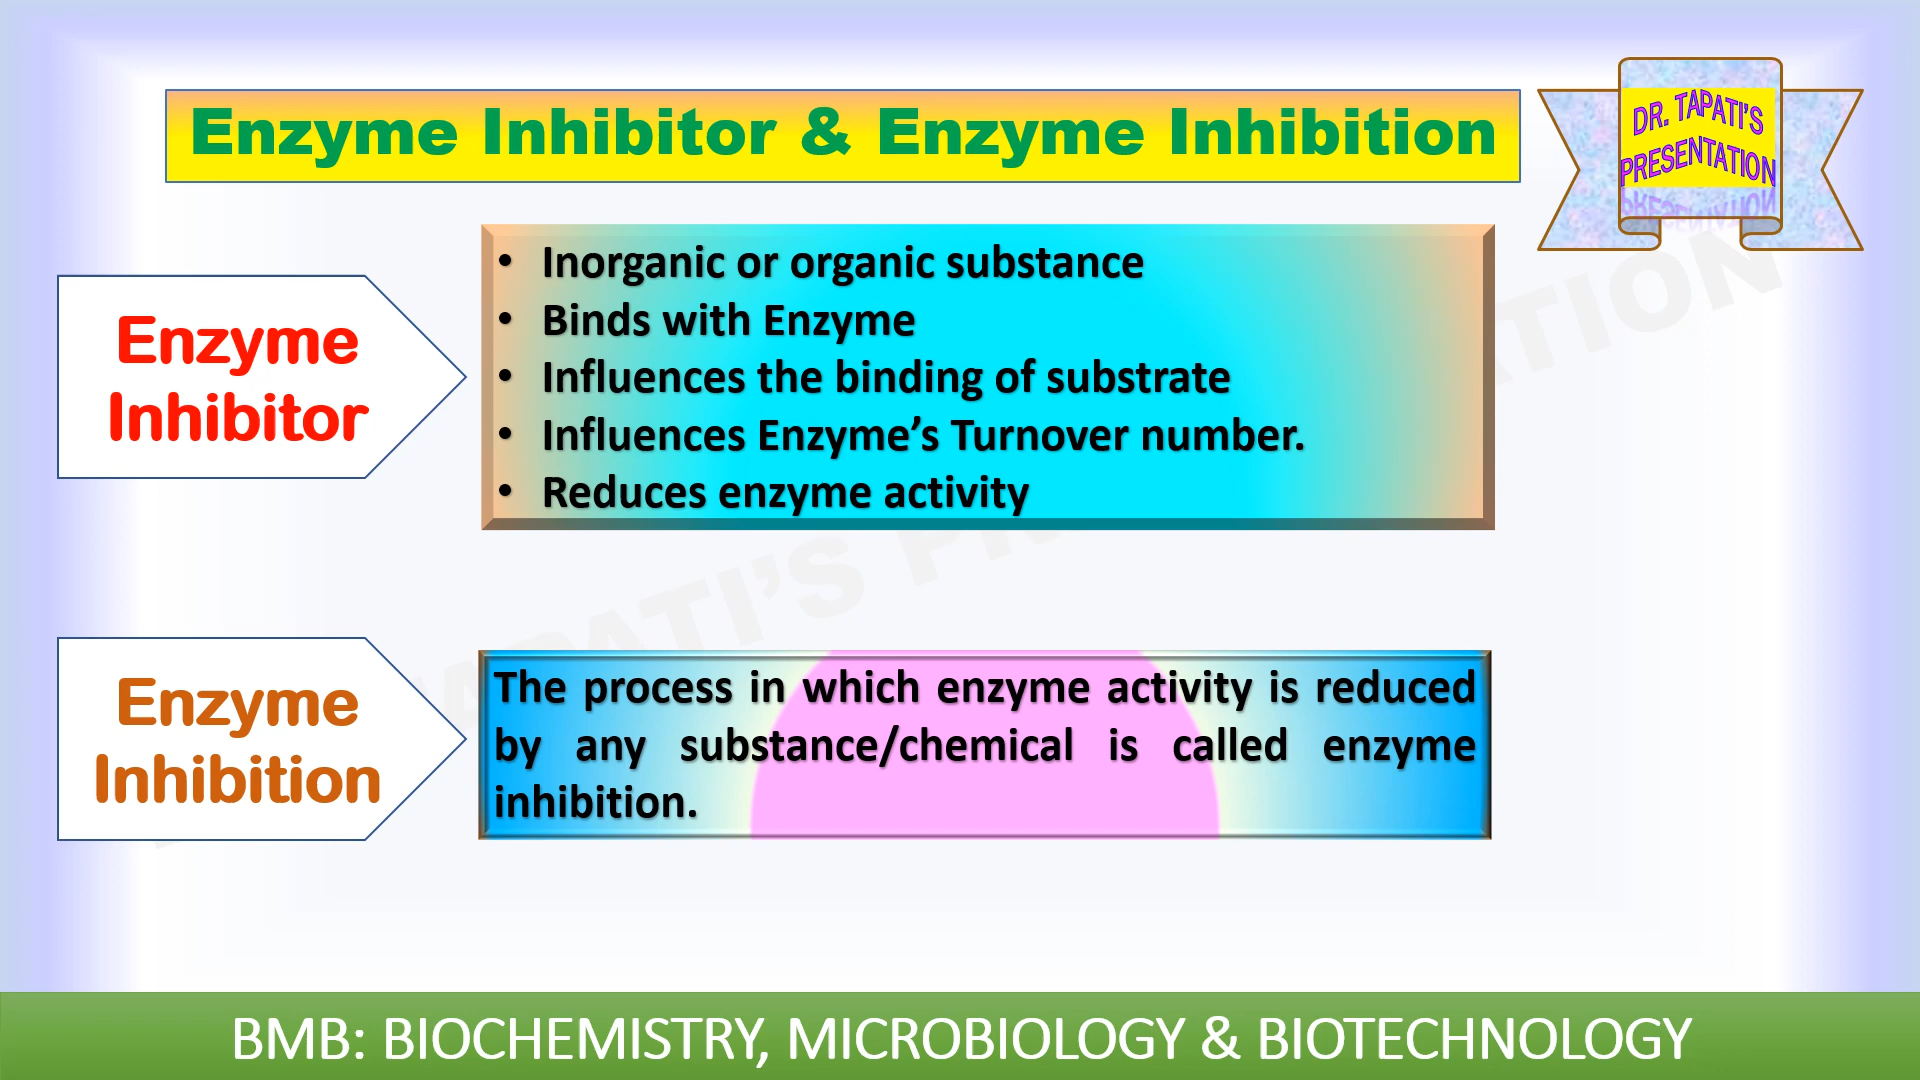 Enzyme Inhibitor & Enzyme Inhibition
DR. TAPATI'S
PRESENTATION
Enzyme
Inhibitor
• Inorganic or organic substance
• Binds with Enzyme
• Influences the binding of substrate
• Influences Enzyme’s Turnover number.
• Reduces enzyme activity
Enzyme
Inhibition
The process in which enzyme activity is reduced
by any substance/chemical is called enzyme
inhibition.
BMB: BIOCHEMISTRY, MICROBIOLOGY & BIOTECHNOLOGY